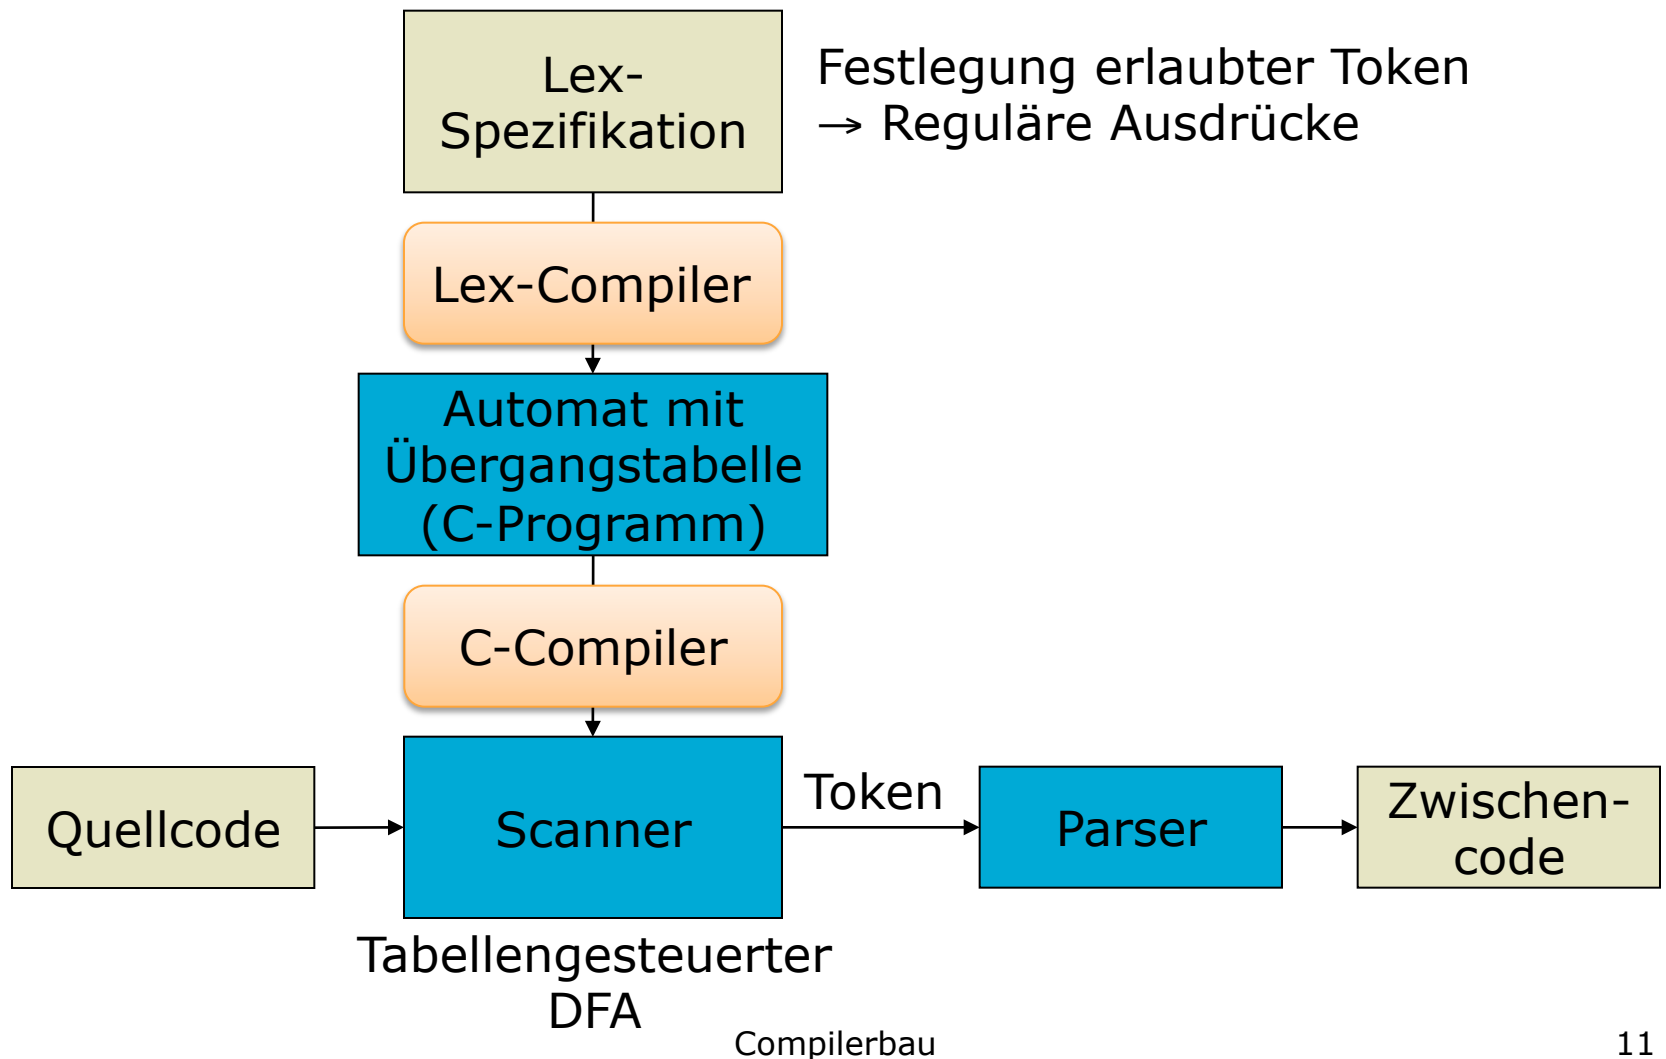 Lex-
Spezifikation
Festlegung erlaubter Token
→ Reguläre Ausdrücke
Lex-Compiler
Automat mit
Übergangstabelle
(C-Programm)
C-Compiler
Quellcode
Scanner
Token
Parser
Zwischen-
code
Tabellengesteuerter
DFA
Compilerbau
11